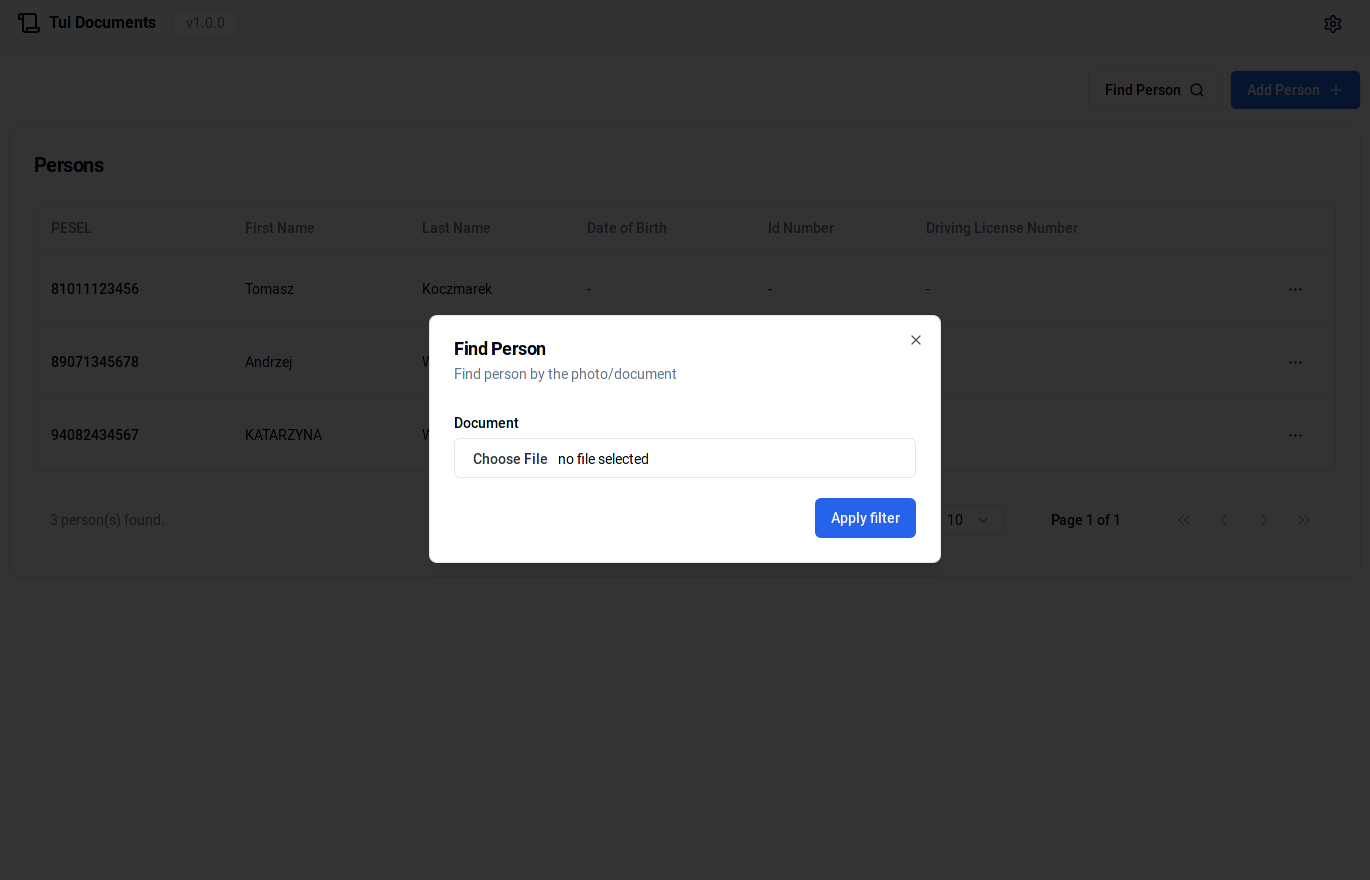 Tui Documents v1.0.0
Find Person Add Person
Persons
PESEL First Name Last Name Date of Birth Id Number Driving License Number
81011123456 Tomasz Koczmarek - - -
89071345678 Andrzej
94082434567 KATARZYNA
Find Person
Find person by the photo/document
Document
Choose File no file selected
Apply filter
3 person(s) found. 10 Page 1 of 1